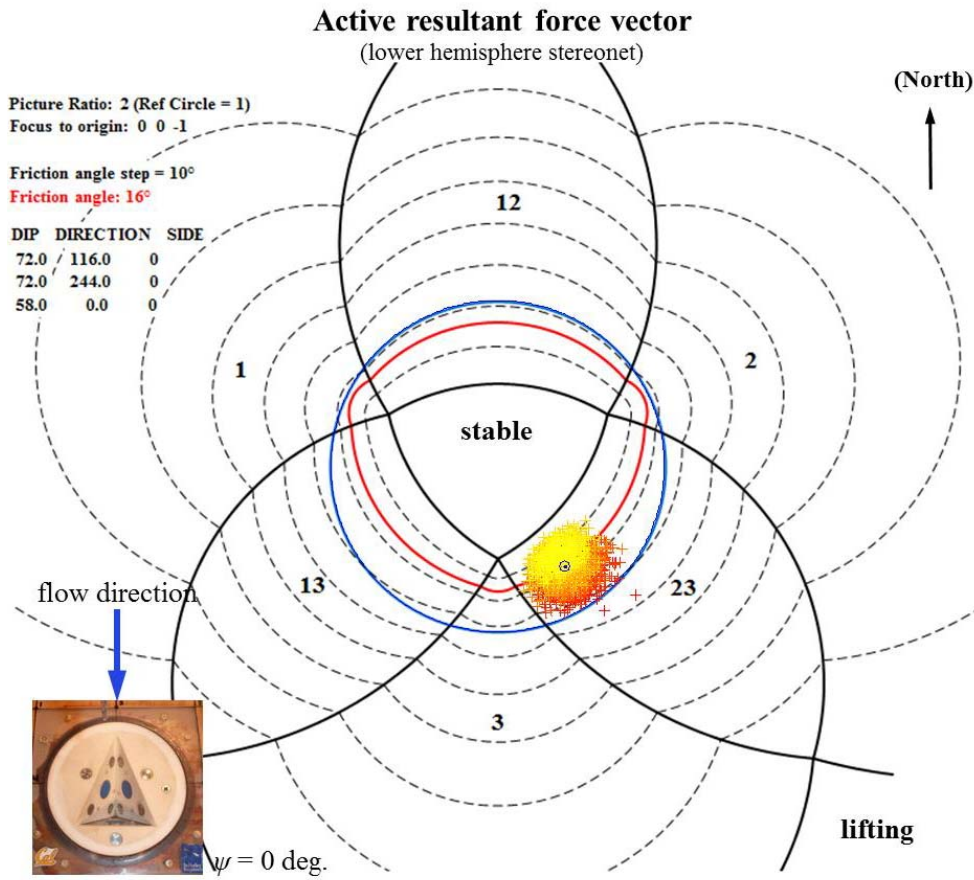 Active resultant force vector
(lower hemisphere stereonet)
(North)
Picture Ratio: 2 (Ref Circle = 1)
Focus to origin: 0 0 -1
Friction angle step = 10°
Friction angle: 16°
DIP DIRECTION SIDE
72.0 116.0 0
72.0 244.0 0
58.0 0.0 0
12
1
2
stable
13
23
flow direction
3
lifting
ψ = 0 deg.